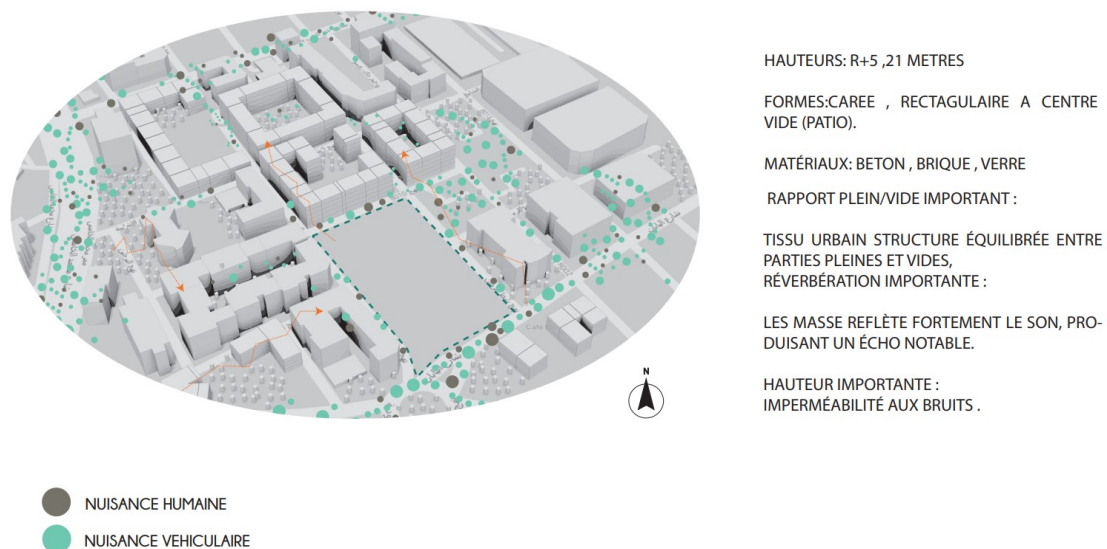 HAUTEURS: R+5 ,21 METRES
FORMES:CAREE , RECTAGULAIRE A CENTRE
VIDE (PATIO).
MATÉRIAUX: BETON , BRIQUE , VERRE
RAPPORT PLEIN/VIDE IMPORTANT :
TISSU URBAIN STRUCTURE ÉQUILIBRÉE ENTRE
PARTIES PLEINES ET VIDES,
RÉVERBÉRATION IMPORTANTE :
LES MASSE REFLÈTE FORTEMENT LE SON, PRO-
DUISANT UN ÉCHO NOTABLE.
HAUTEUR IMPORTANTE :
IMPERMÉABILITÉ AUX BRUITS .
N
NUISANCE HUMAINE
NUISANCE VEHICULAIRE